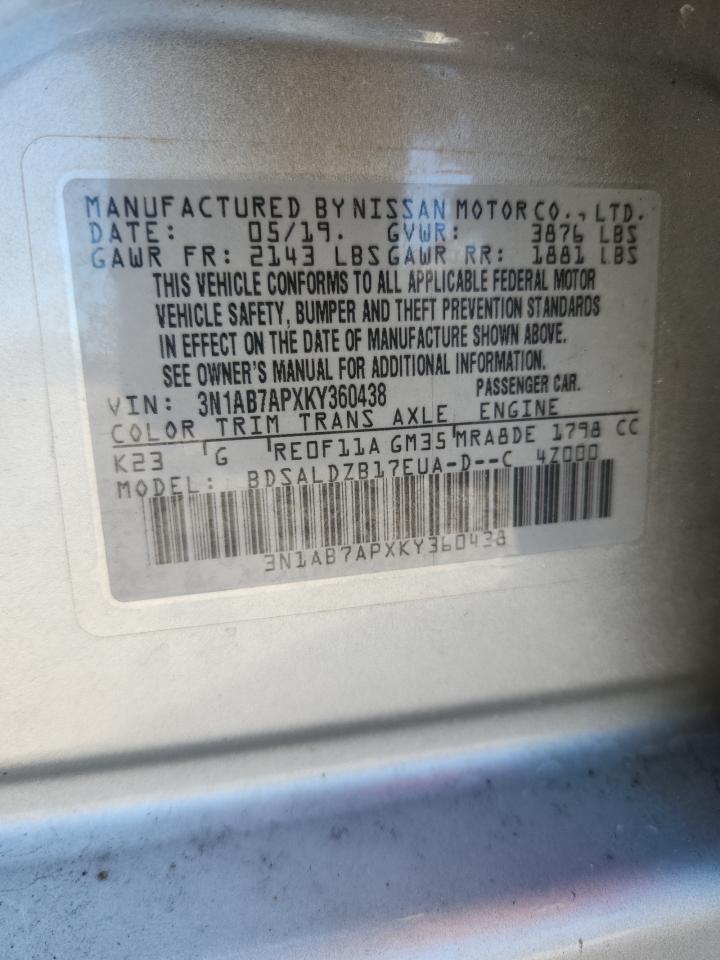 MANUFACTURED BY NISSAN MOTOR CO., LTD.
DATE: 05/19. GVWR: 3876 LBS
GAWR FR: 2143 LBS GAWR RR: 1881 LBS
THIS VEHICLE CONFORMS TO ALL APPLICABLE FEDERAL MOTOR
VEHICLE SAFETY, BUMPER AND THEFT PREVENTION STANDARDS
IN EFFECT ON THE DATE OF MANUFACTURE SHOWN ABOVE.
SEE OWNER'S MANUAL FOR ADDITIONAL INFORMATION.
VIN: 3N1AB7APXKY360438 PASSENGER CAR.
COLOR TRIM TRANS AXLE ENGINE
K23 G RE0F11A GM35 MRA8DE 1798 CC
MODEL: BDSALDZB17EUA-D--C 4Z000
3N1AB7APXKY360438